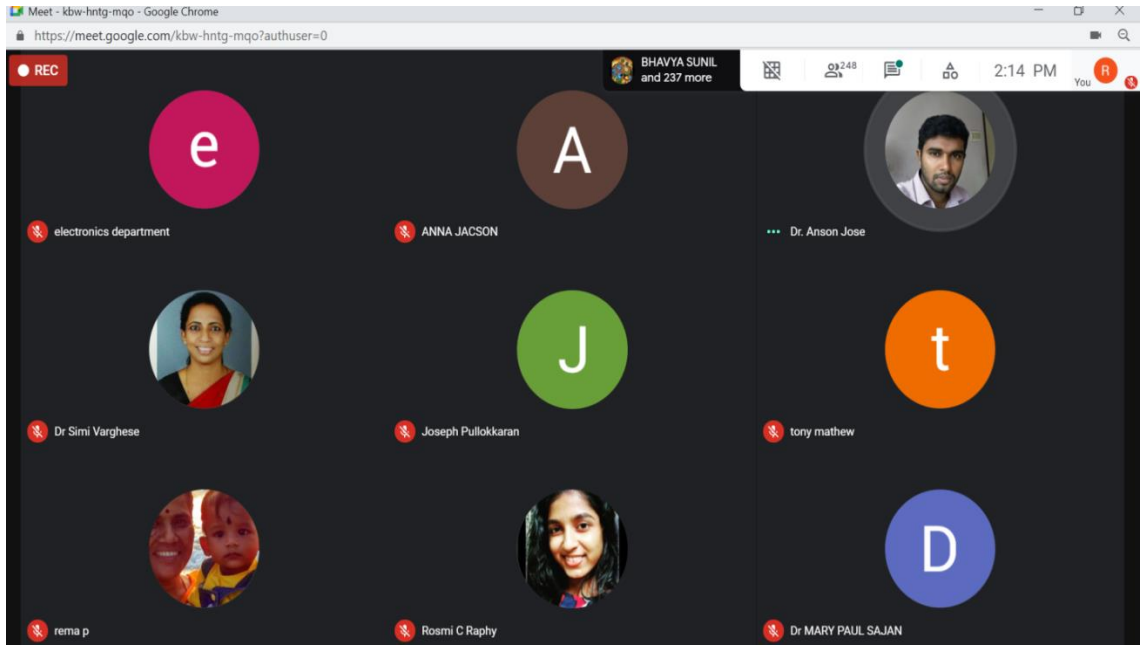 Meet - kbw-hntg-mqo - Google Chrome
https://meet.google.com/kbw-hntg-mqo?authuser=0
REC
BHAVYA SUNIL
and 237 more
248
2:14 PM
You
R
e
A
electronics department
ANNA JACSON
Dr. Anson Jose
J
t
Dr Simi Varghese
Joseph Pullokkaran
tony mathew
D
rema p
Rosmi C Raphy
Dr MARY PAUL SAJAN